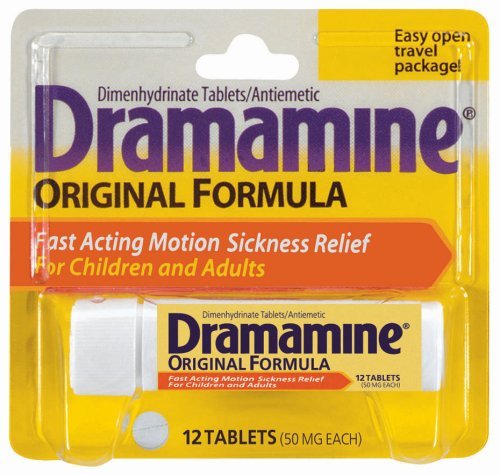 Easy open
travel
package!
Dimenhydrinate Tablets/Antiemetic
Dramamine®
ORIGINAL FORMULA
Fast Acting Motion Sickness Relief
For Children and Adults
Dimenhydrinate Tablets/Antiemetic
Dramamine®
ORIGINAL FORMULA
Fast Acting Motion Sickness Relief
For Children and Adults
12 TABLETS
(50 MG EACH)
12 TABLETS (50 MG EACH)